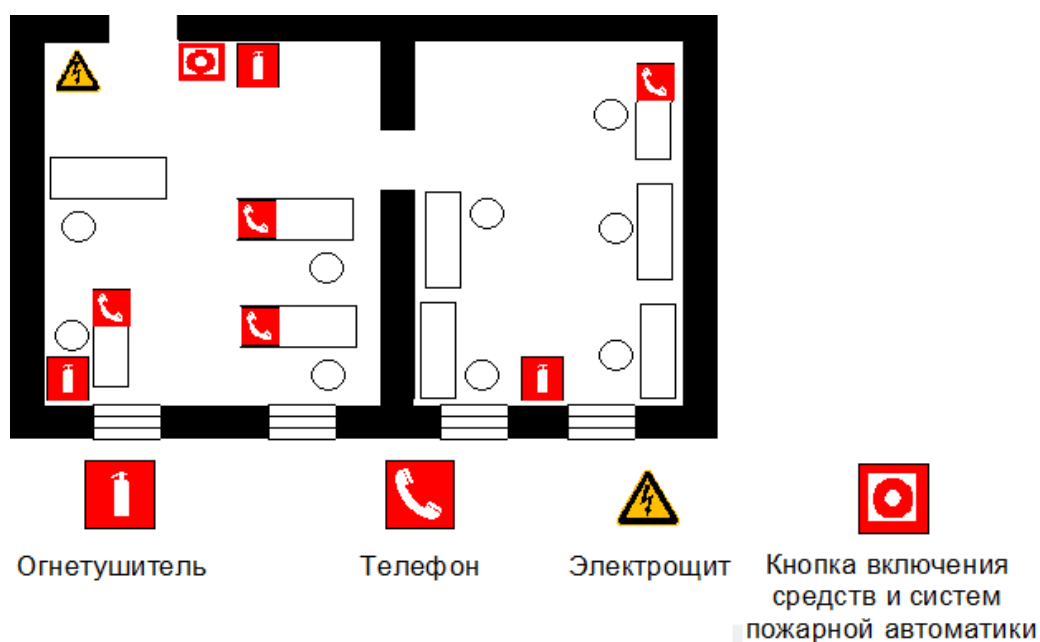 Огнетушитель
Телефон
Электрощит
Кнопка включения
средств и систем
пожарной автоматики